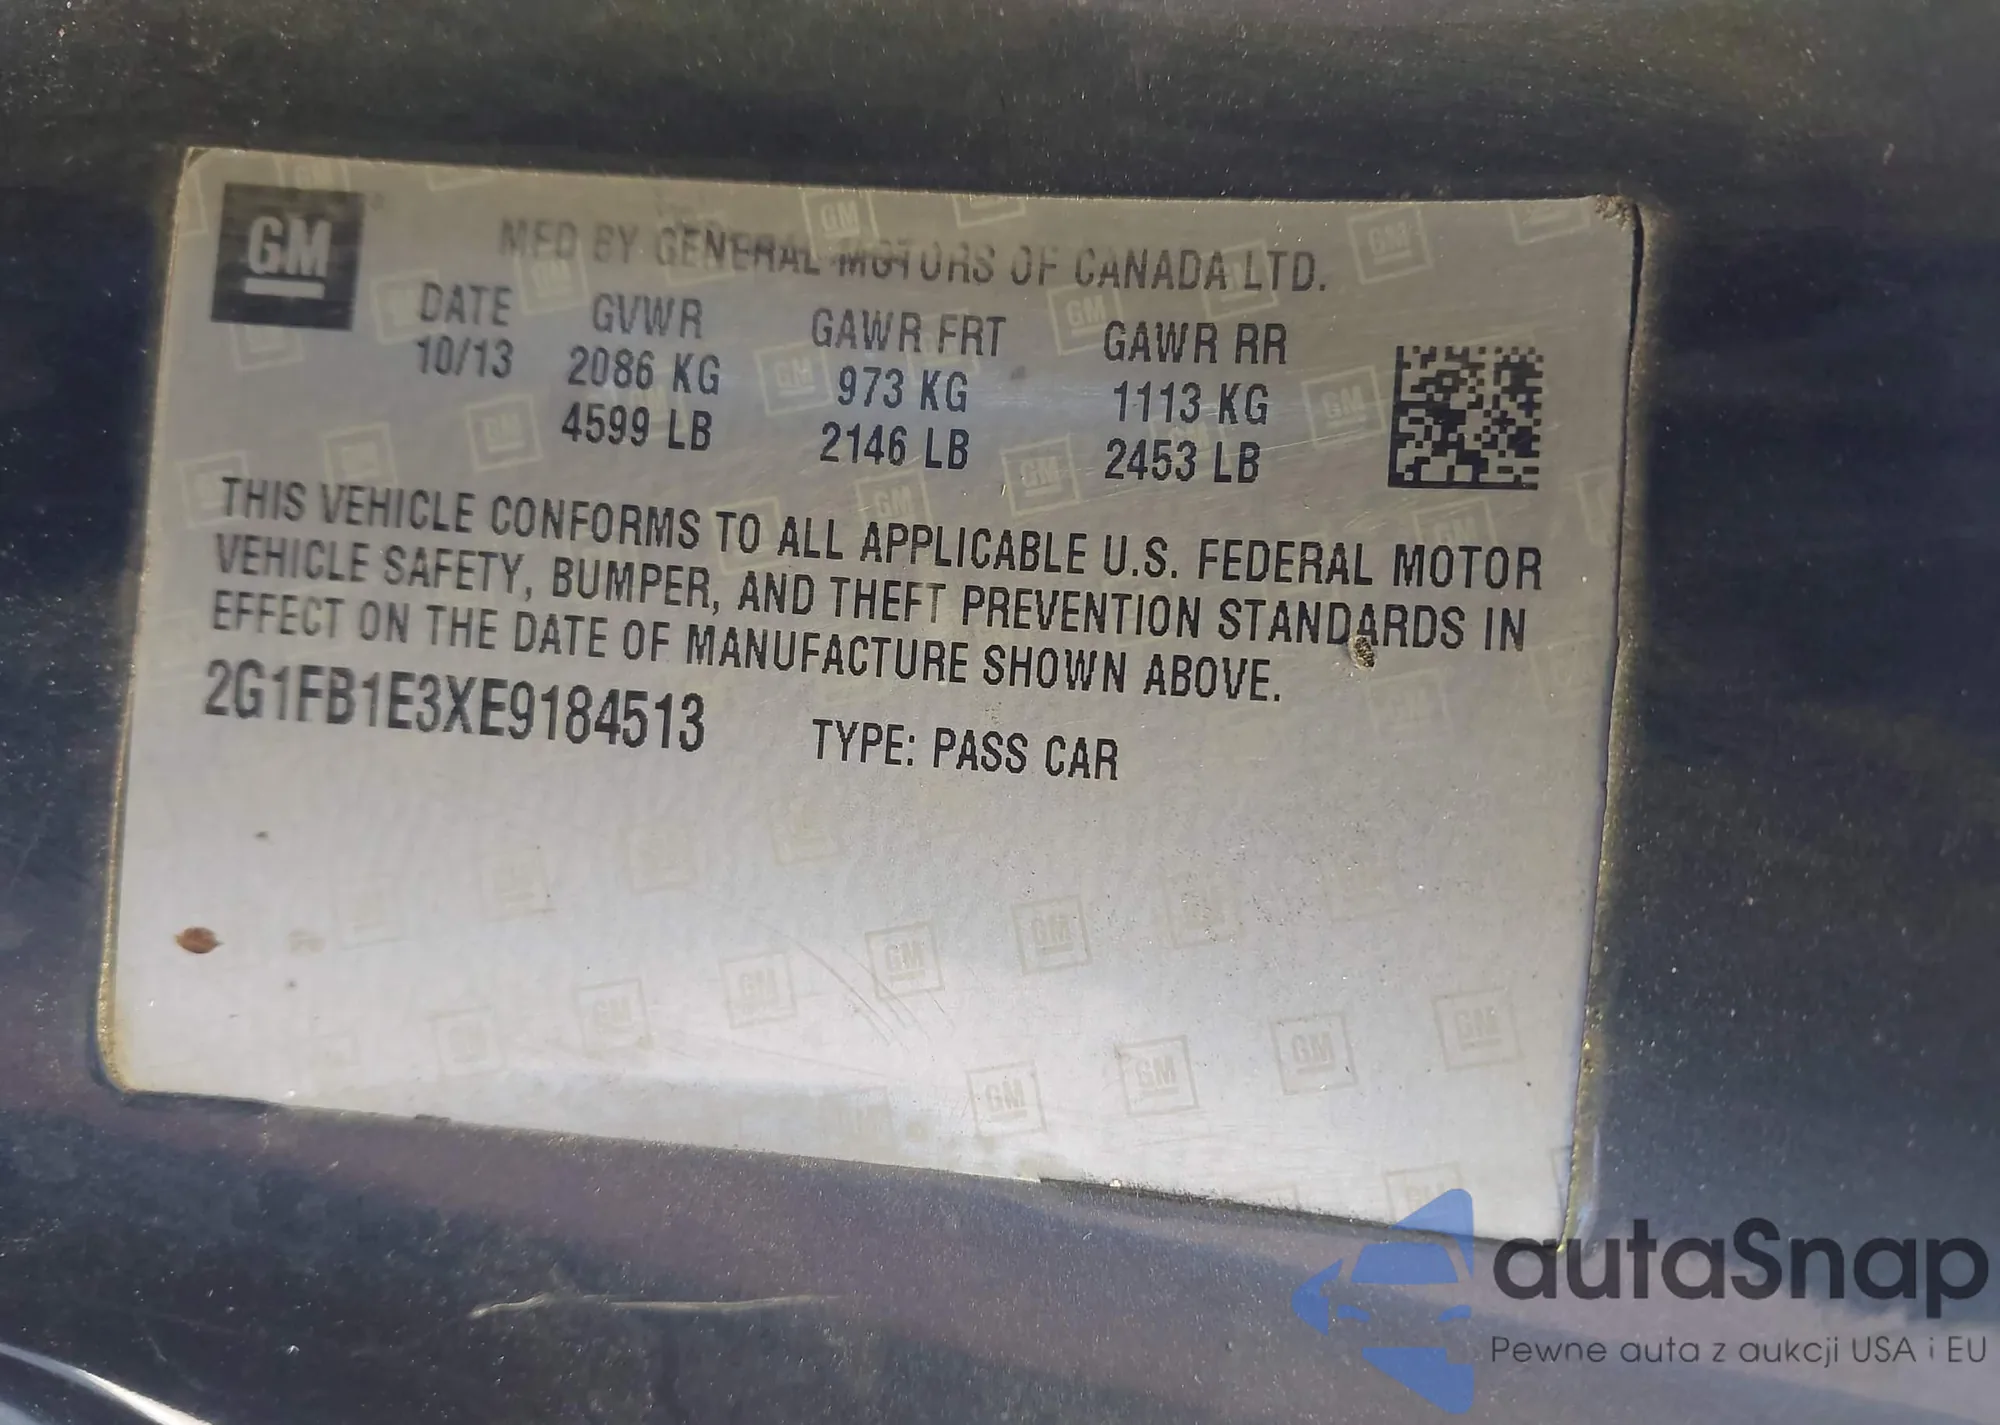 GM
MFD BY GENERAL MOTORS OF CANADA LTD.
DATE GVWR GAWR FRT GAWR RR
10/13 2086 KG 973 KG 1113 KG
4599 LB 2146 LB 2453 LB
THIS VEHICLE CONFORMS TO ALL APPLICABLE U.S. FEDERAL MOTOR
VEHICLE SAFETY, BUMPER, AND THEFT PREVENTION STANDARDS IN
EFFECT ON THE DATE OF MANUFACTURE SHOWN ABOVE.
2G1FB1E3XE9184513 TYPE: PASS CAR
autaSnap
Pewne auta z aukcji USA i EU